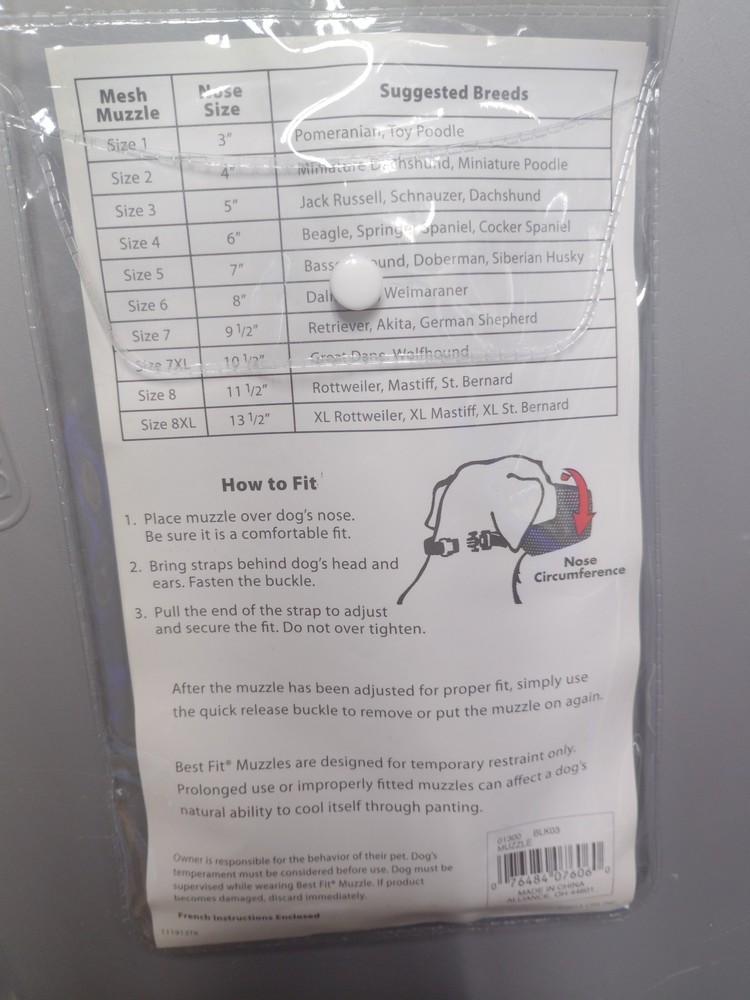 Mesh Muzzle Nose Size Suggested Breeds
Size 1 3" Pomeranian, Toy Poodle
Size 2 4" Miniature Dachshund, Miniature Poodle
Size 3 5" Jack Russell, Schnauzer, Dachshund
Size 4 6" Beagle, Springer Spaniel, Cocker Spaniel
Size 5 7" Doberman, Siberian Husky
Size 6 8" Weimaraner
Size 7 9 1/2" Retriever, Akita, German Shepherd
Size 7XL 10 1/2" Great Dane, Wolfhound
Size 8 11 1/2" Rottweiler, Mastiff, St. Bernard
Size 8XL 13 1/2" XL Rottweiler, XL Mastiff, XL St. Bernard
How to Fit
1. Place muzzle over dog's nose.
Be sure it is a comfortable fit.
2. Bring straps behind dog's head and
ears. Fasten the buckle.
3. Pull the end of the strap to adjust
and secure the fit. Do not over tighten.
Nose
Circumference
After the muzzle has been adjusted for proper fit, simply use
the quick release buckle to remove or put the muzzle on again.
Best Fit® Muzzles are designed for temporary restraint only.
Prolonged use or improperly fitted muzzles can affect a dog's
natural ability to cool itself through panting.
Owner is responsible for the behavior of their pet. Dog's
temperament must be considered before use. Dog must be
supervised while wearing Best Fit® Muzzle. If product
becomes damaged, discard immediately.
French Instructions Enclosed
01300 BLK03
MUZZLE
0 76484 07606 0
MADE IN CHINA
ALLIANCE, OH 44601